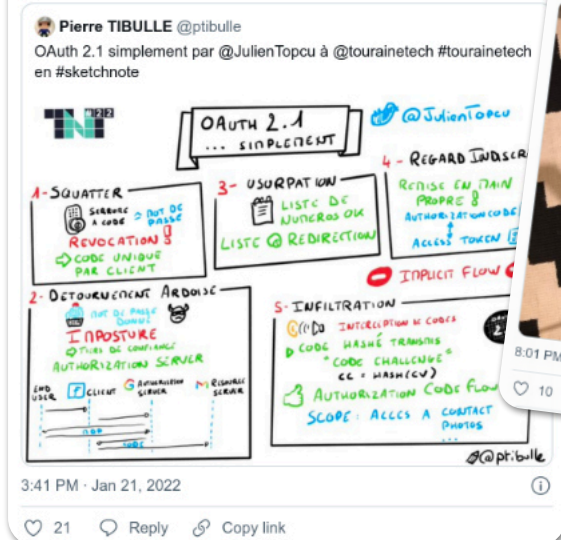 Pierre TIBULLE @ptibulle
OAuth 2.1 simplement par @JulienTopcu à @tourainetech #tourainetech
en #sketchnote
TNT 22
@JulienTopcu
OAUTH 2.1
... SIMPLEMENT
1 - SQUATTER
SERRURE A CODE = MOT DE PASSE
REVOCATION !
CODE UNIQUE
PAR CLIENT
3 - USURPATION
LISTE DE
NUMEROS OK
LISTE @ REDIRECTION
4 - REGARD INDISCR
REMISE EN MAIN
PROPRE !
AUTHORIZATION CODE
ACCESS TOKEN
IMPLICIT FLOW
2 - DETOURNEMENT ARDOISE
MOT DE PASSE
DONNÉ
IMPOSTURE
TIERS DE CONFIANCE
AUTHORIZATION SERVER
END USER
CLIENT
AUTHORIZATION SERVER
RESOURCE SERVER
CODE
5 - INFILTRATION
INTERCEPTION DE CODES
CODE HASHÉ TRANSMIS
"CODE CHALLENGE"
CC = HASH(CV)
AUTHORIZATION CODE FLOW
SCOPE : ACCES A CONTACT
PHOTOS
...
@ptibulle
3:41 PM · Jan 21, 2022
21 Reply Copy link
8:01 PM
10